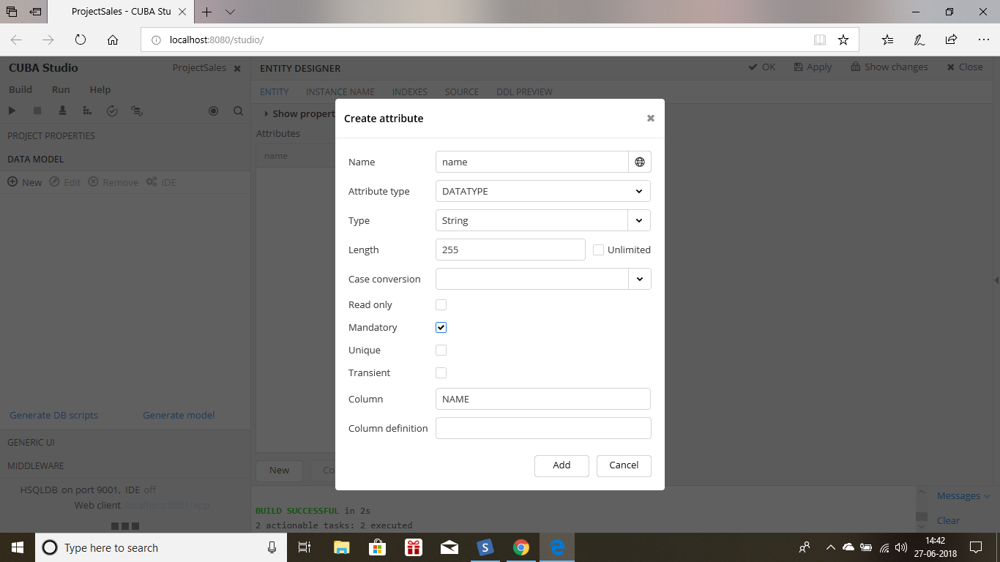 ProjectSales - CUBA Stu
localhost:8080/studio/
CUBA Studio
ProjectSales
Build Run Help
PROJECT PROPERTIES
DATA MODEL
New Edit Remove IDE
Generate DB scripts Generate model
GENERIC UI
MIDDLEWARE
HSQLDB on port 9001, IDE off
Web client localhost:8081/app
ENTITY DESIGNER
OK Apply Show changes Close
ENTITY INSTANCE NAME INDEXES SOURCE DDL PREVIEW
Show propert
Attributes
name
New Co
Create attribute
Name name
Attribute type DATATYPE
Type String
Length 255 Unlimited
Case conversion
Read only
Mandatory
Unique
Transient
Column NAME
Column definition
Add Cancel
BUILD SUCCESSFUL in 2s
2 actionable tasks: 2 executed
Messages
Clear
Type here to search
S
14:42
27-06-2018